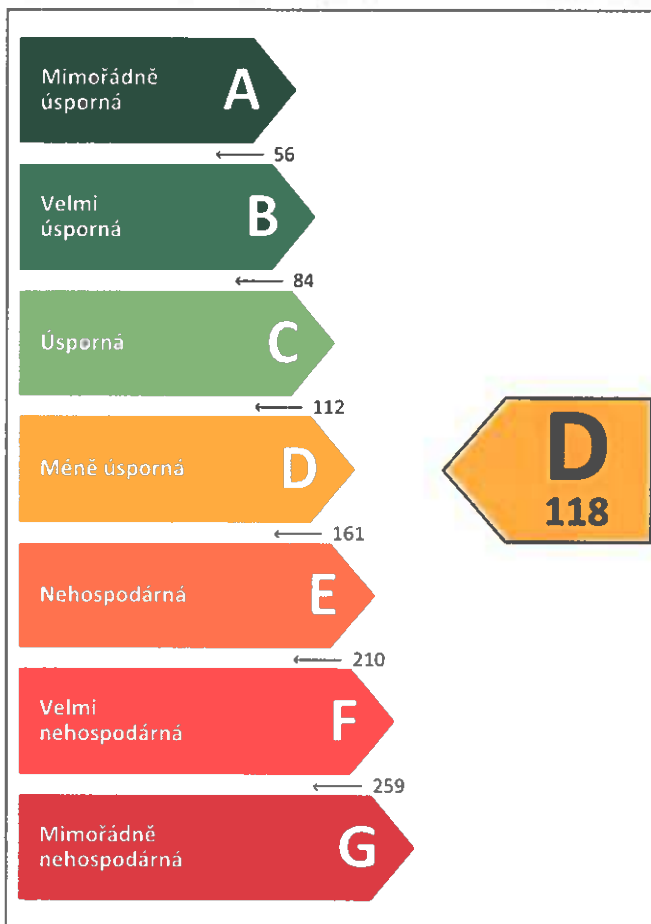 Mimořádně
úsporná
A
56
Velmi
úsporná
B
84
Úsporná
C
112
Méně úsporná
D
161
D
118
Nehospodárná
E
210
Velmi
nehospodárná
F
259
Mimořádně
nehospodárná
G